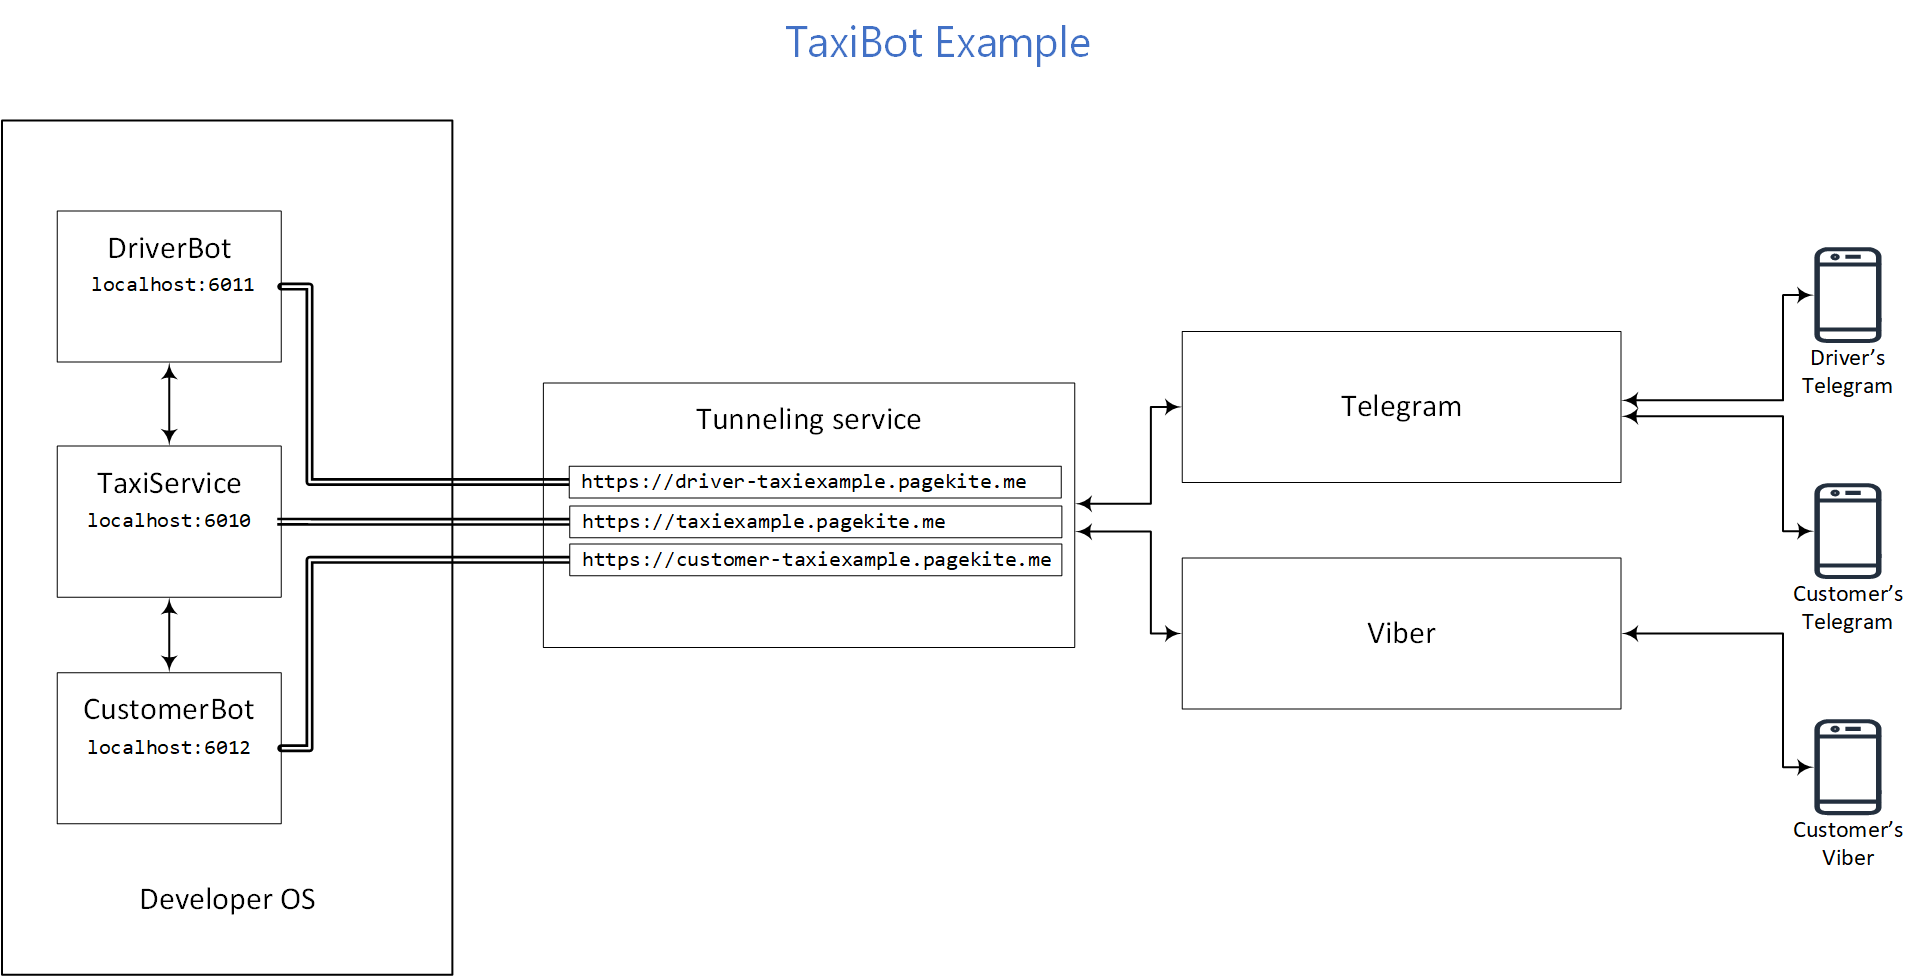 TaxiBot Example
DriverBot
localhost:6011
TaxiService
localhost:6010
CustomerBot
localhost:6012
Developer OS
Tunneling service
https://driver-taxiexample.pagekite.me
https://taxiexample.pagekite.me
https://customer-taxiexample.pagekite.me
Telegram
Viber
Driver’s
Telegram
Customer’s
Telegram
Customer’s
Viber